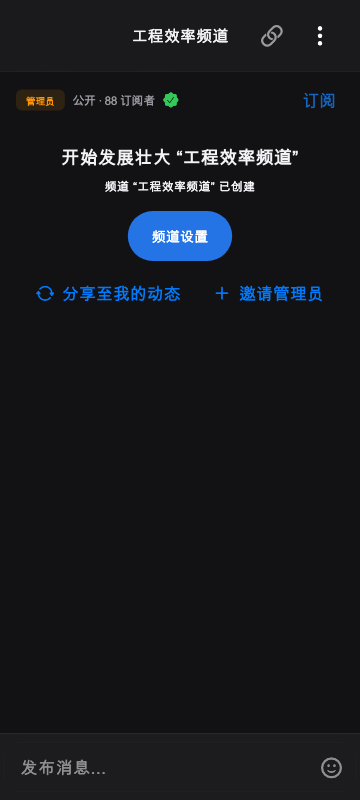 工程效率频道
管理员 公开 · 88 订阅者 订阅
开始发展壮大 “工程效率频道”
频道 “工程效率频道” 已创建
频道设置
分享至我的动态 邀请管理员
发布消息...